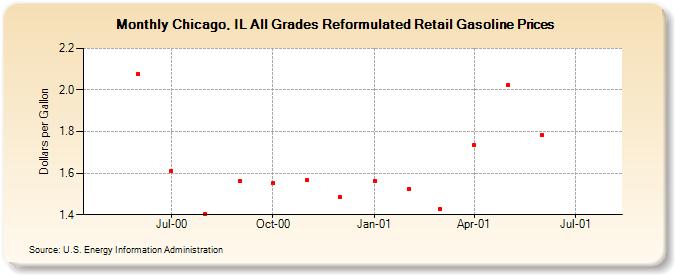 Monthly Chicago, IL All Grades Reformulated Retail Gasoline Prices
Dollars per Gallon
2.2
2.0
1.8
1.6
1.4
Jul-00 Oct-00 Jan-01 Apr-01 Jul-01
Source: U.S. Energy Information Administration